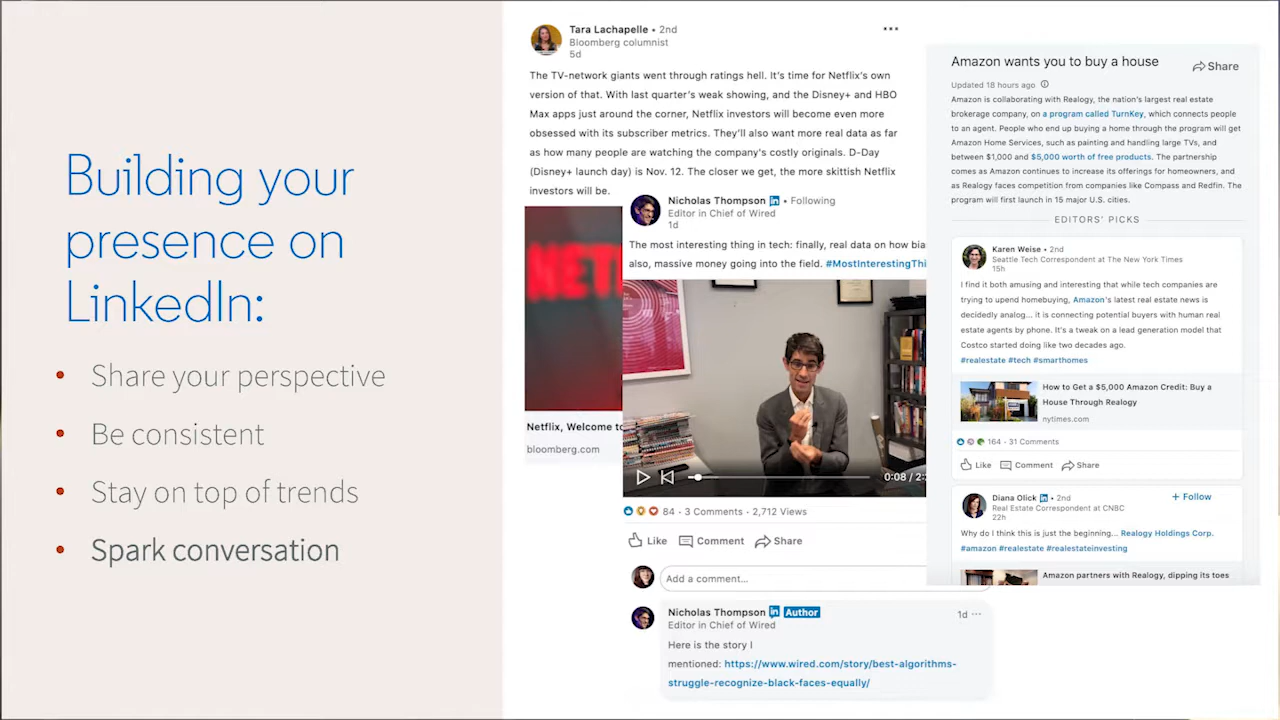 Building your
presence on
LinkedIn:
• Share your perspective
• Be consistent
• Stay on top of trends
• Spark conversation
Tara Lachapelle • 2nd
Bloomberg columnist
5d
The TV-network giants went through ratings hell. It's time for Netflix's own
version of that. With last quarter's weak showing, and the Disney+ and HBO
Max apps just around the corner, Netflix investors will become even more
obsessed with its subscriber metrics. They'll also want more real data as far
as how many people are watching the company's costly originals. D-Day
(Disney+ launch day) is Nov. 12. The closer we get, the more skittish Netflix
investors will be.
NET
Netflix, Welcome to
bloomberg.com
Nicholas Thompson in • Following
Editor in Chief of Wired
1d
The most interesting thing in tech: finally, real data on how bia
also, massive money going into the field. #MostInterestingThi
0:08 / 2:
84 · 3 Comments · 2,712 Views
Like Comment Share
Add a comment...
Nicholas Thompson in Author
1d ···
Editor in Chief of Wired
Here is the story I
mentioned: https://www.wired.com/story/best-algorithms-
struggle-recognize-black-faces-equally/
Amazon wants you to buy a house
Share
Updated 18 hours ago
Amazon is collaborating with Realogy, the nation's largest real estate
brokerage company, on a program called TurnKey, which connects people
to an agent. People who end up buying a home through the program will get
Amazon Home Services, such as painting and handling large TVs, and
between $1,000 and $5,000 worth of free products. The partnership
comes as Amazon continues to increase its offerings for homeowners, and
as Realogy faces competition from companies like Compass and Redfin. The
program will first launch in 15 major U.S. cities.
EDITORS' PICKS
Karen Weise • 2nd
Seattle Tech Correspondent at The New York Times
15h
I find it both amusing and interesting that while tech companies are
trying to upend homebuying, Amazon's latest real estate news is
decidedly analog... it is connecting potential buyers with human real
estate agents by phone. It's a tweak on a lead generation model that
Costco started doing like two decades ago.
#realestate #tech #smarthomes
How to Get a $5,000 Amazon Credit: Buy a
House Through Realogy
nytimes.com
164 · 31 Comments
Like Comment Share
Diana Olick in • 2nd
+ Follow
Real Estate Correspondent at CNBC
22h
Why do I think this is just the beginning... Realogy Holdings Corp.
#amazon #realestate #realestateinvesting
Amazon partners with Realogy, dipping its toes